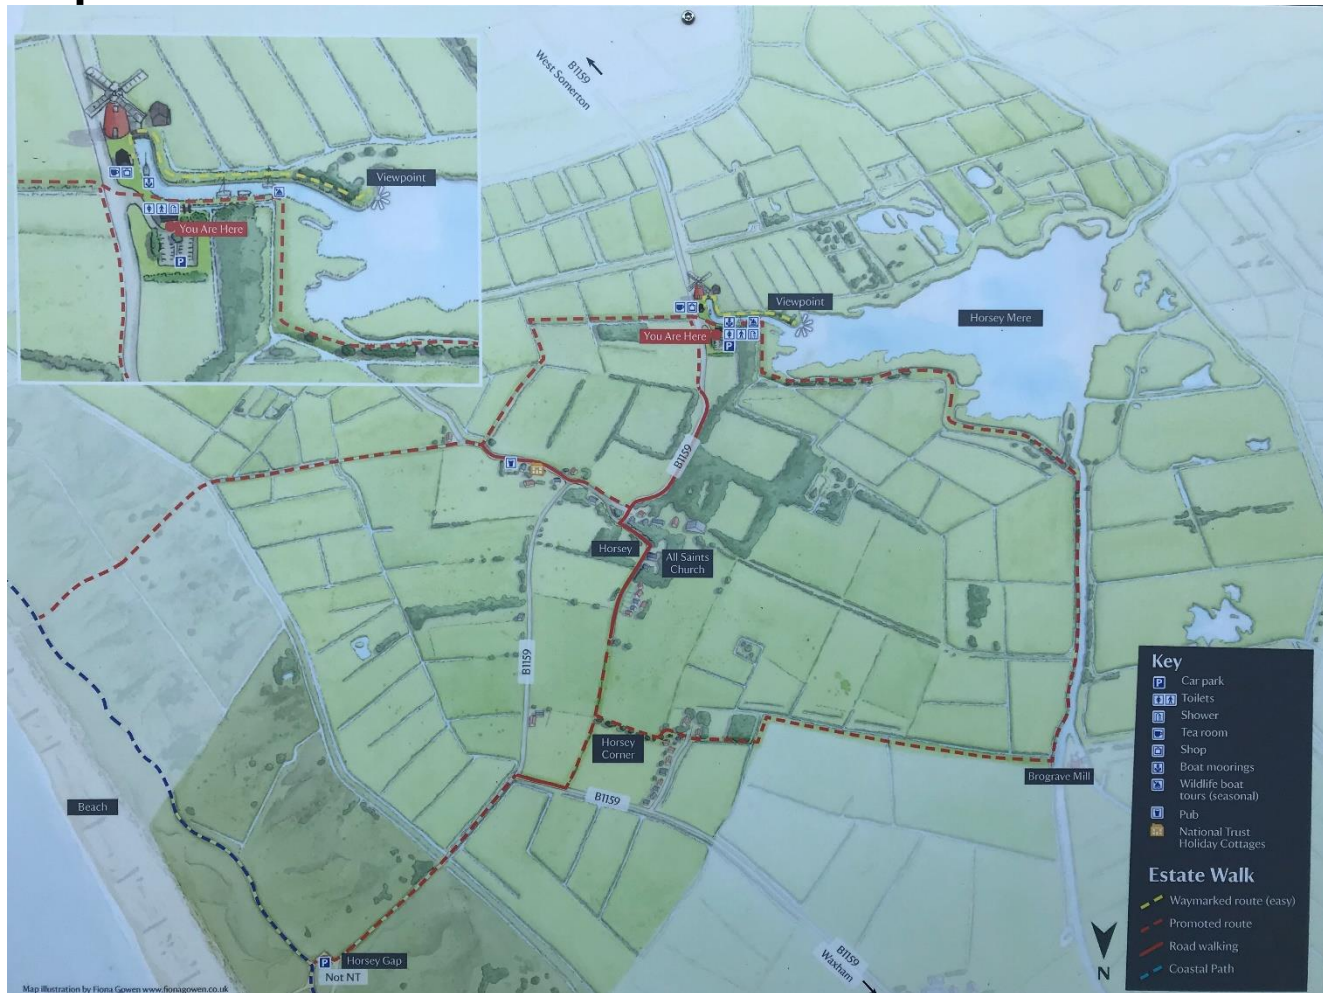 B1159
West Somerton
Viewpoint
You Are Here
P
Viewpoint
Horsey Mere
You Are Here
P
B1159
Horsey
All Saints
Church
B1159
Horsey
Corner
B1159
Brograve Mill
Beach
Horsey Gap
P
Not NT
B1159
Waxham
N
Key
P Car park
Toilets
Shower
Tea room
Shop
Boat moorings
Wildlife boat
tours (seasonal)
Pub
National Trust
Holiday Cottages
Estate Walk
Waymarked route (easy)
Promoted route
Road walking
Coastal Path
Map illustration by Fiona Gowen www.fionagowen.co.uk